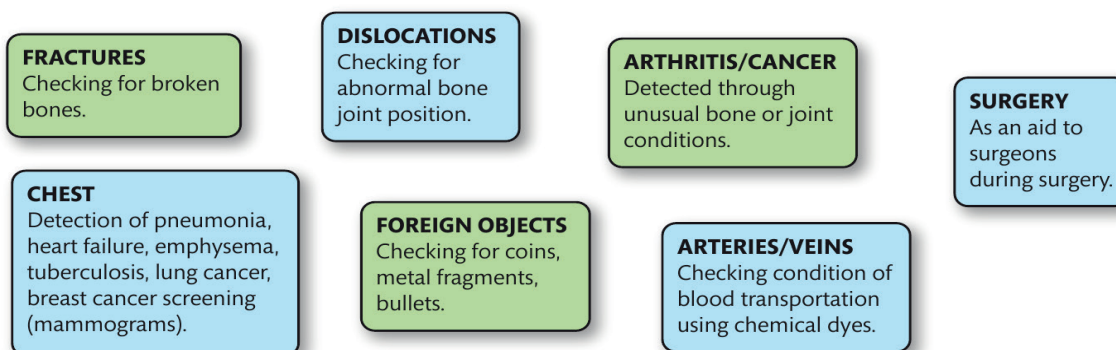 FRACTURES
Checking for broken
bones.
DISLOCATIONS
Checking for
abnormal bone
joint position.
ARTHRITIS/CANCER
Detected through
unusual bone or joint
conditions.
SURGERY
As an aid to
surgeons
during surgery.
CHEST
Detection of pneumonia,
heart failure, emphysema,
tuberculosis, lung cancer,
breast cancer screening
(mammograms).
FOREIGN OBJECTS
Checking for coins,
metal fragments,
bullets.
ARTERIES/VEINS
Checking condition of
blood transportation
using chemical dyes.